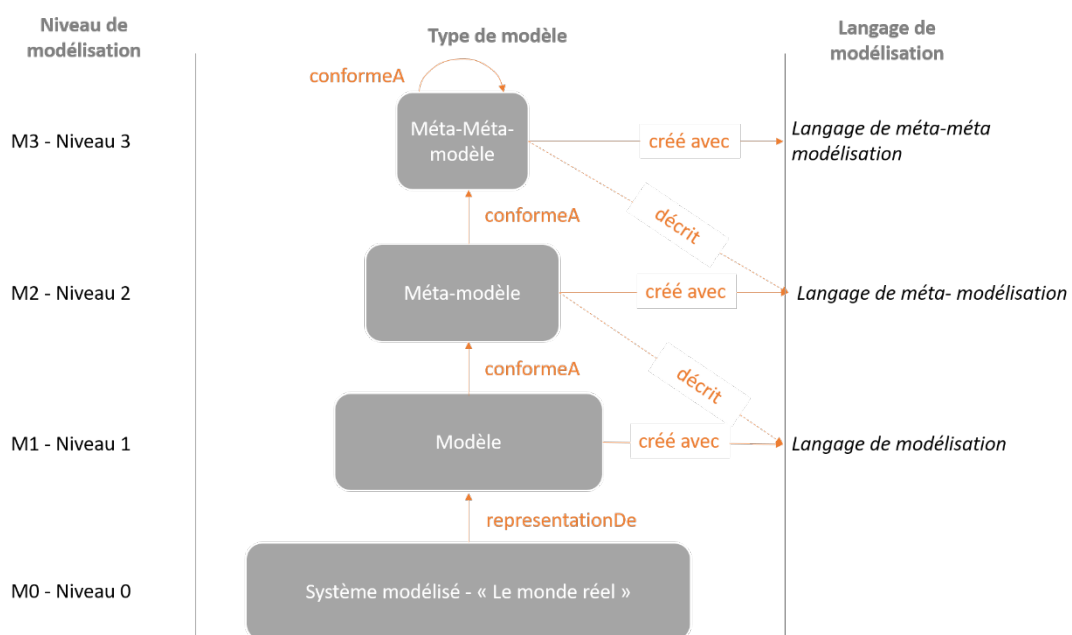 Niveau de
modélisation
Type de modèle
Langage de
modélisation
conformeA
M3 - Niveau 3
Méta-Méta-
modèle
créé avec
Langage de méta-méta
modélisation
conformeA
décrit
M2 - Niveau 2
Méta-modèle
créé avec
Langage de méta- modélisation
conformeA
décrit
M1 - Niveau 1
Modèle
créé avec
Langage de modélisation
representationDe
M0 - Niveau 0
Système modélisé - « Le monde réel »